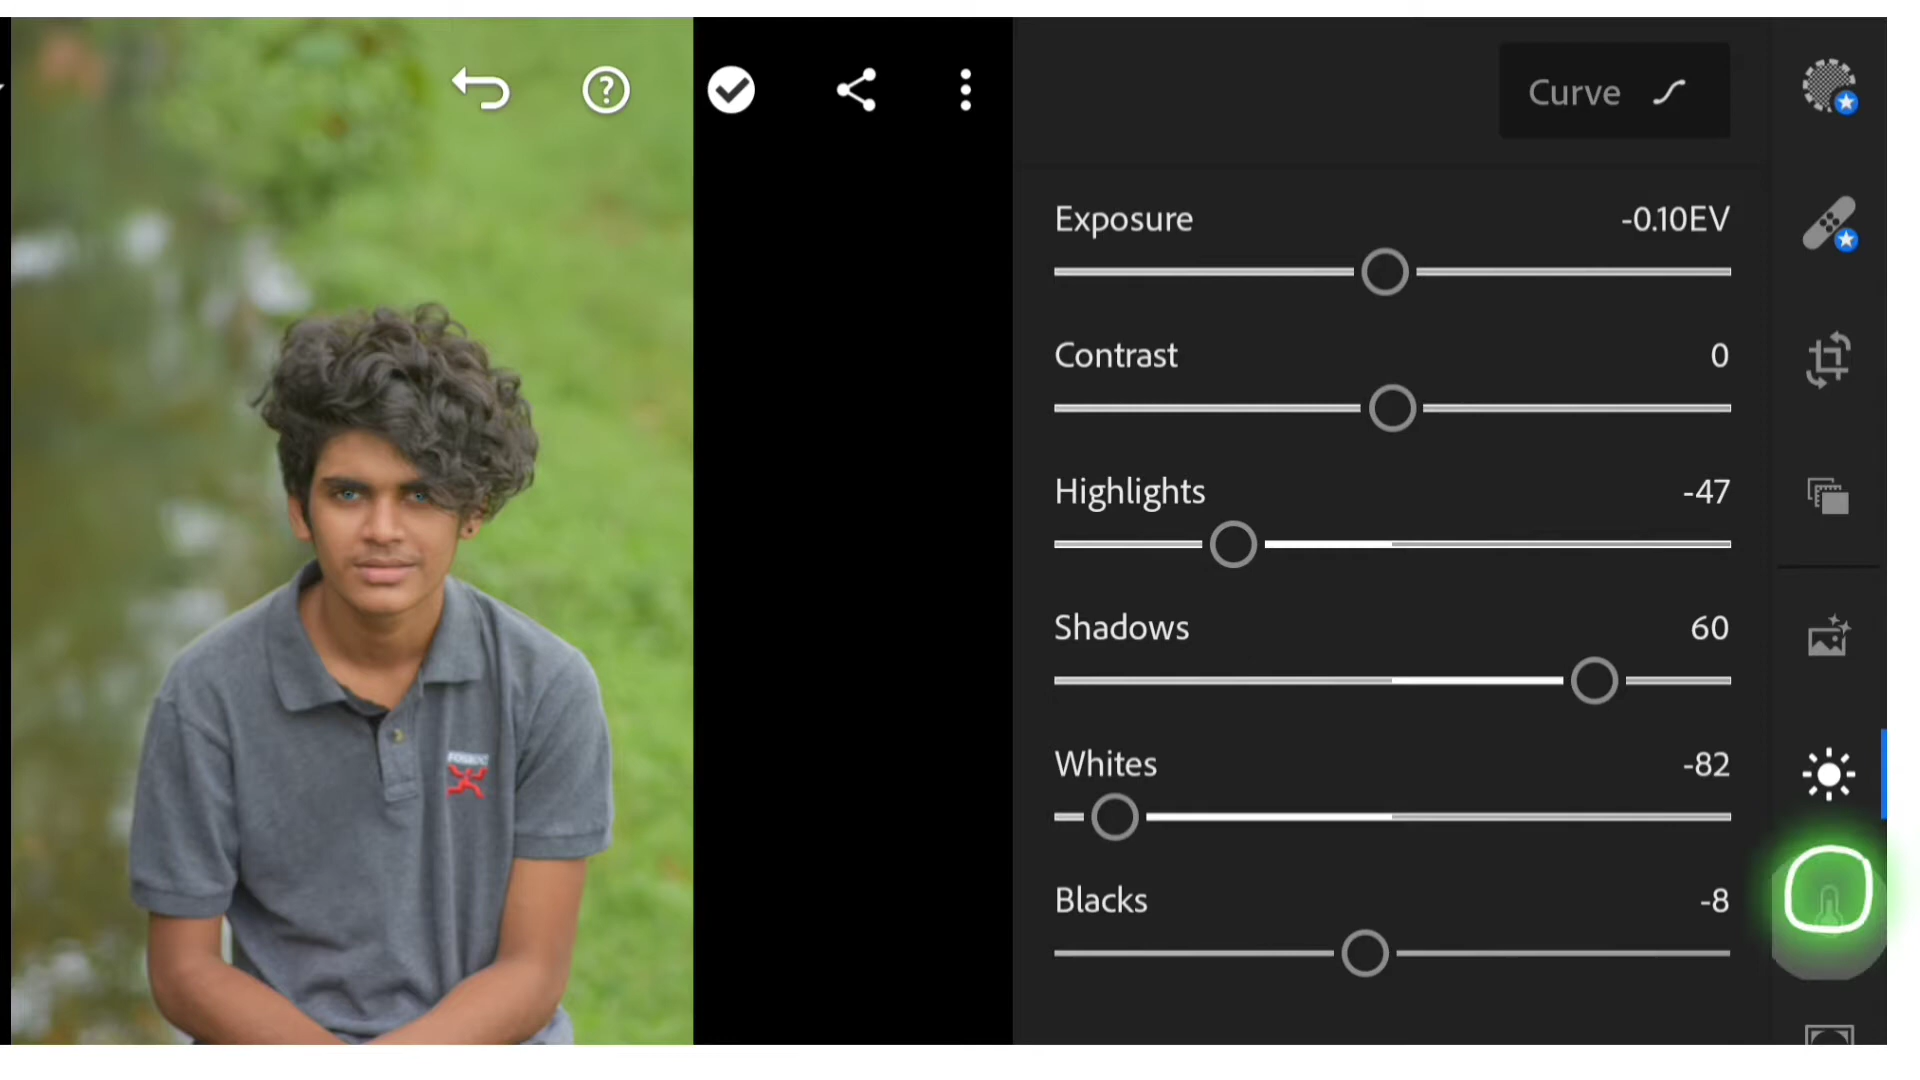 Curve
Exposure -0.10EV
Contrast 0
Highlights -47
Shadows 60
Whites -82
Blacks -8